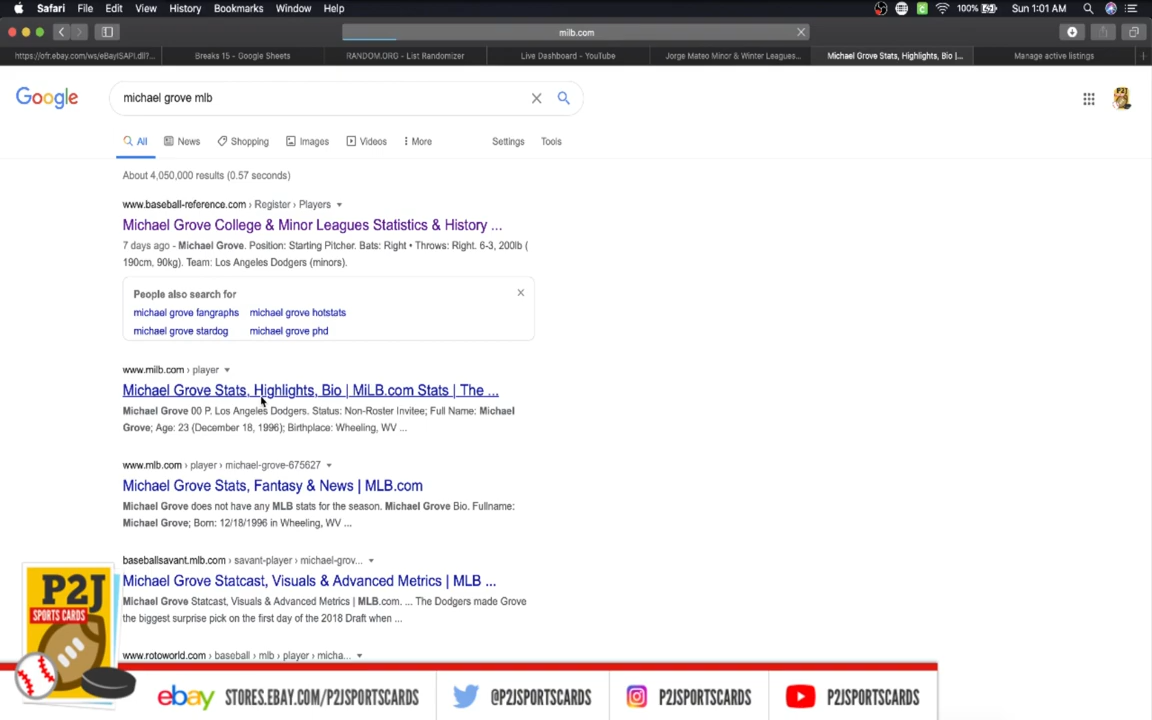 Safari File Edit View History Bookmarks Window Help 100% Sun 1:01 AM
milb.com
https://ofr.ebay.com/ws/eBayISAPI.dll?... Breaks 15 - Google Sheets RANDOM.ORG - List Randomizer Live Dashboard - YouTube Jorge Mateo Minor & Winter Leagues... Michael Grove Stats, Highlights, Bio |... Manage active listings
Google michael grove mlb
All News Shopping Images Videos More Settings Tools
About 4,050,000 results (0.57 seconds)
www.baseball-reference.com › Register › Players
Michael Grove College & Minor Leagues Statistics & History ...
7 days ago - Michael Grove. Position: Starting Pitcher. Bats: Right • Throws: Right. 6-3, 200lb (
190cm, 90kg). Team: Los Angeles Dodgers (minors).
People also search for
michael grove fangraphs michael grove hotstats
michael grove stardog michael grove phd
www.milb.com › player
Michael Grove Stats, Highlights, Bio | MiLB.com Stats | The ...
Michael Grove 00 P. Los Angeles Dodgers. Status: Non-Roster Invitee; Full Name: Michael
Grove; Age: 23 (December 18, 1996); Birthplace: Wheeling, WV ...
www.mlb.com › player › michael-grove-675627
Michael Grove Stats, Fantasy & News | MLB.com
Michael Grove does not have any MLB stats for the season. Michael Grove Bio. Fullname:
Michael Grove; Born: 12/18/1996 in Wheeling, WV ...
baseballsavant.mlb.com › savant-player › michael-grov...
Michael Grove Statcast, Visuals & Advanced Metrics | MLB ...
Michael Grove Statcast, Visuals & Advanced Metrics | MLB.com. ... The Dodgers made Grove
the biggest surprise pick on the first day of the 2018 Draft when ...
www.rotoworld.com › baseball › mlb › player › micha...
P2J
SPORTS CARDS
ebay STORES.EBAY.COM/P2JSPORTSCARDS @P2JSPORTSCARDS P2JSPORTSCARDS P2JSPORTSCARDS